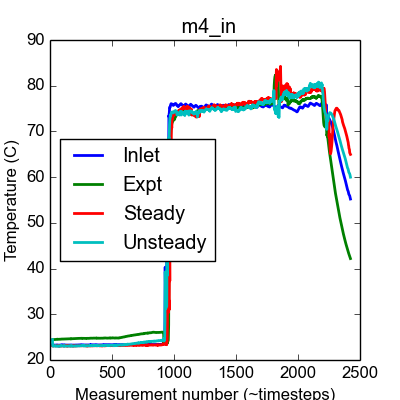 m4_in
90
80
70
60
50
40
30
20
Temperature (C)
Inlet
Expt
Steady
Unsteady
0 500 1000 1500 2000 2500
Measurement number (~timesteps)